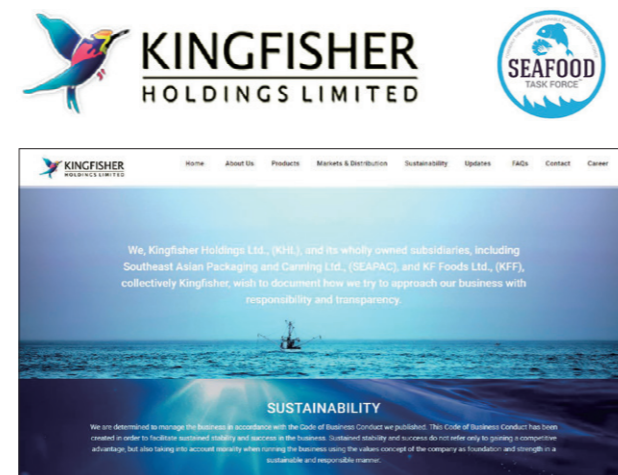 KINGFISHER
HOLDINGS LIMITED
SEAFOOD
TASK FORCE
KINGFISHER
HOLDINGS LIMITED
Home About Us Products Markets & Distribution Sustainability Updates FAQs Contact Career
We, Kingfisher Holdings Ltd., (KHL), and its wholly owned subsidiaries, including
Southeast Asian Packaging and Canning Ltd., (SEAPAC), and KF Foods Ltd., (KFF),
collectively Kingfisher, wish to document how we try to approach our business with
responsibility and transparency.
SUSTAINABILITY
We are determined to manage the business in accordance with the Code of Business Conduct we published. This Code of Business Conduct has been
created in order to facilitate sustained stability and success in the business. Sustained stability and success do not refer only to gaining a competitive
advantage, but also taking into account morality when running the business using the values concept of the company as foundation and strength in a
sustainable and responsible manner.